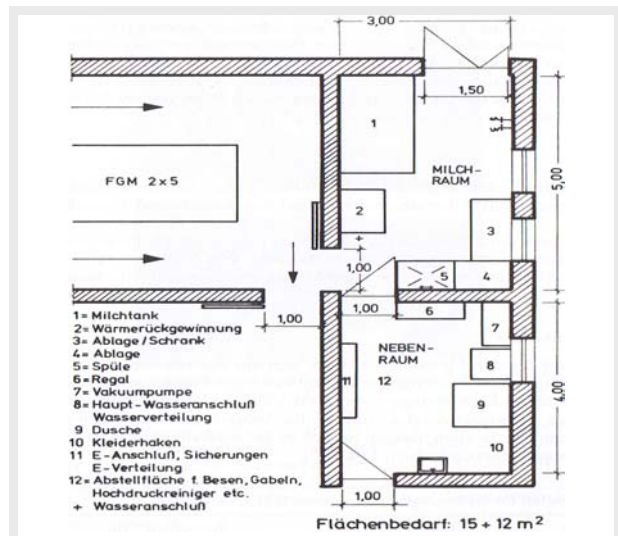 3,00
1,50
1
MILCH-
RAUM
5,00
FGM 2x5
2
+
3
1,00
5
4
1,00
1,00
6
7
NEBEN-
RAUM
8
11
12
9
4,00
10
1,00
1= Milchtank
2= Wärmerückgewinnung
3= Ablage/Schrank
4= Ablage
5= Spüle
6= Regal
7= Vakuumpumpe
8= Haupt-Wasseranschluß
Wasserverteilung
9 Dusche
10 Kleiderhaken
11 E-Anschluß, Sicherungen
E-Verteilung
12= Abstellfläche f. Besen, Gabeln,
Hochdruckreiniger etc.
+ Wasseranschluß
Flächenbedarf: 15 + 12 m²